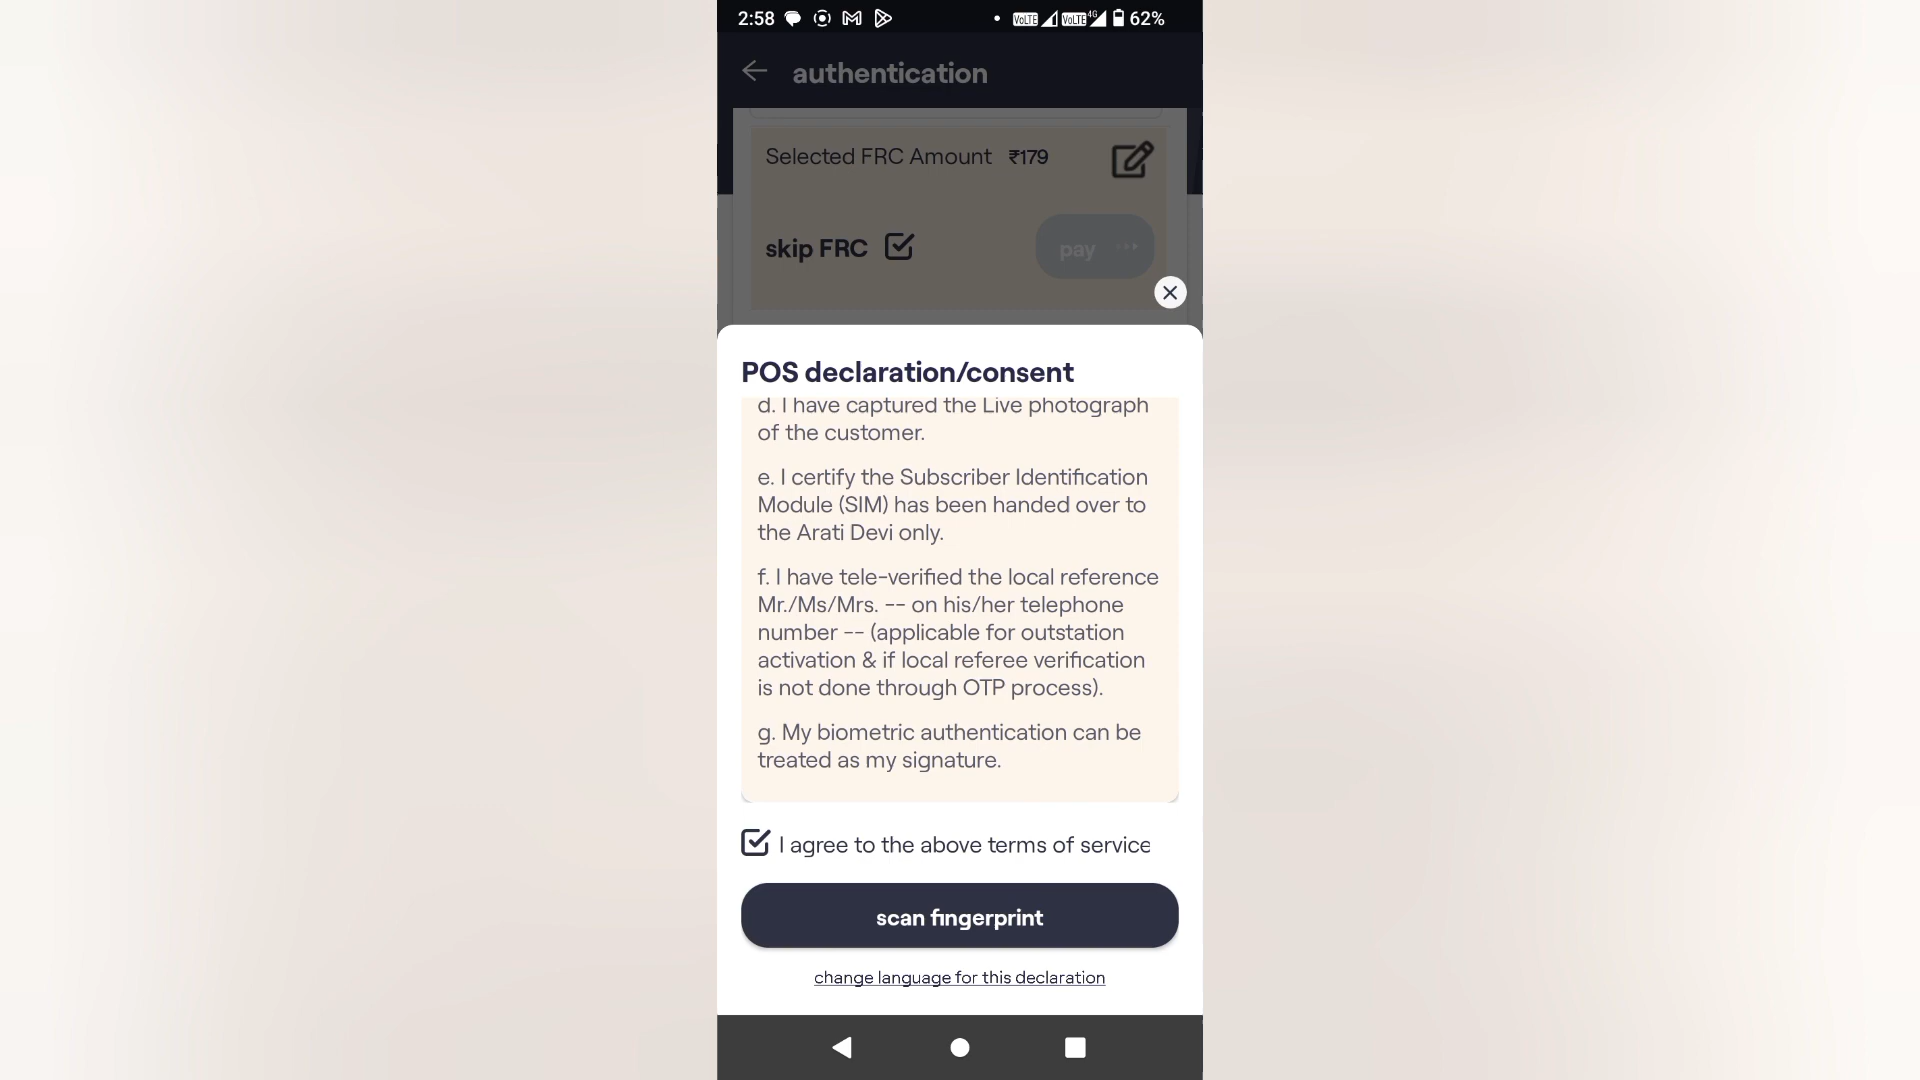 2:58 VoLTE VoLTE 4G 62%
authentication
Selected FRC Amount ₹179
skip FRC
pay
POS declaration/consent
d. I have captured the Live photograph
of the customer.
e. I certify the Subscriber Identification
Module (SIM) has been handed over to
the Arati Devi only.
f. I have tele-verified the local reference
Mr./Ms/Mrs. -- on his/her telephone
number -- (applicable for outstation
activation & if local referee verification
is not done through OTP process).
g. My biometric authentication can be
treated as my signature.
I agree to the above terms of service
scan fingerprint
change language for this declaration